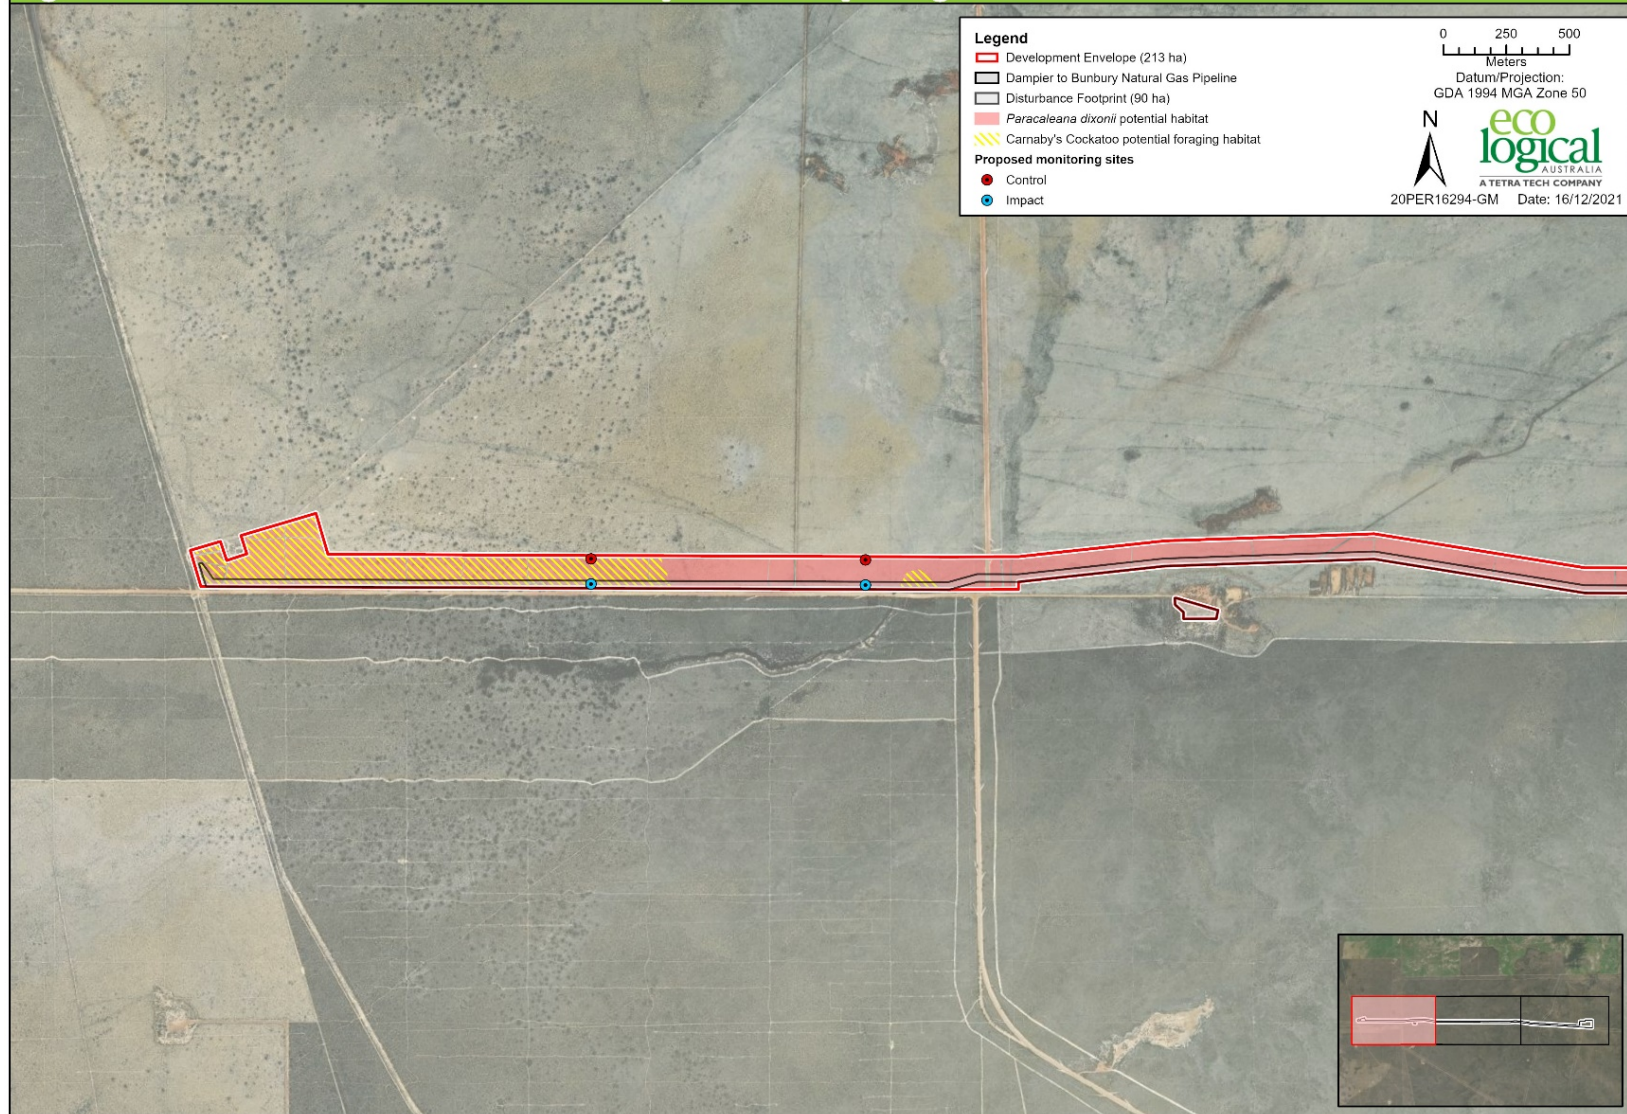 Legend
Development Envelope (213 ha)
Dampier to Bunbury Natural Gas Pipeline
Disturbance Footprint (90 ha)
Paracaleana dixonii potential habitat
Carnaby's Cockatoo potential foraging habitat
Proposed monitoring sites
Control
Impact
0 250 500
Meters
Datum/Projection:
GDA 1994 MGA Zone 50
N
eco
logical
AUSTRALIA
A TETRA TECH COMPANY
20PER16294-GM Date: 16/12/2021